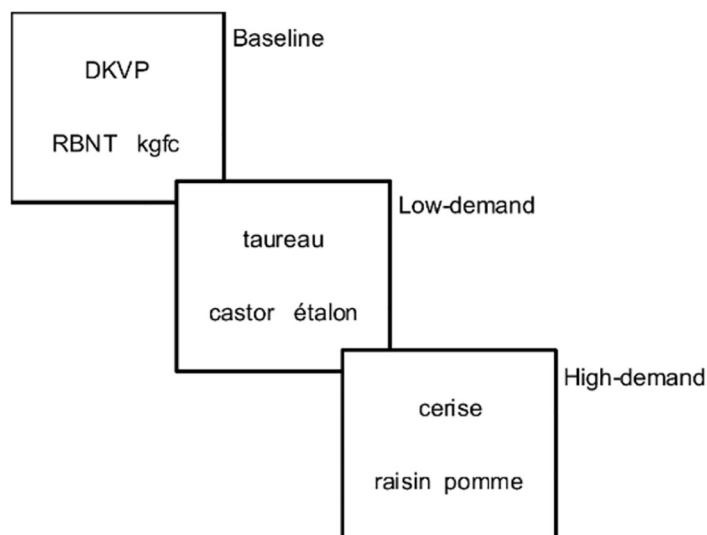 Baseline
DKVP
RBNT kgfc
Low-demand
taureau
castor étalon
High-demand
cerise
raisin pomme